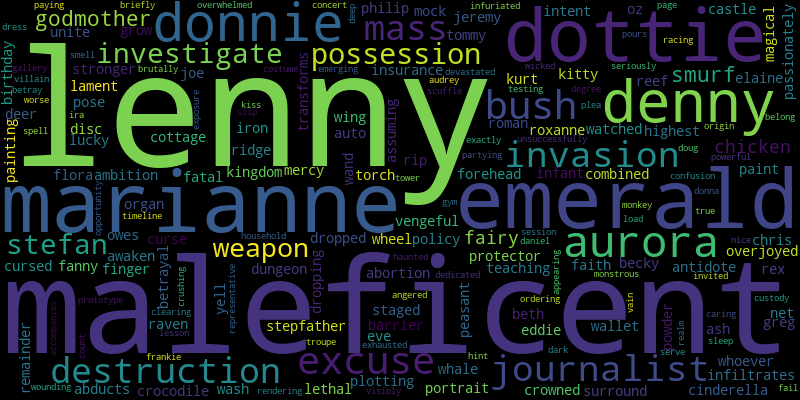 paying briefly overwhelmed concert infuriated page
dress godmother donnie deep philip mock jeremy intent oz castle
unite grow mass tommy dottie racing magical
birthday smell investigate possession wicked seriously passionately
gallery villain brutally costume emerging audrey devastated kurt kitty smurf elaine
betray stronger joe insurance testing degree plea
worse lament transforms scuffle bush denny reef
painting deer pose kiss wing roman watched highest origin belong
spell disc iron slip auto assuming exactly unsuccessfully roxanne doug powerful
ira lucky cottage exposure lenny ridge rip partying invasion chicken
flora ambition kingdom mercy wand torch tower forehead infant combined paint
fatal gym monkey confusion donna
marianne opportunity timeline organ vengeful emerald load true
owes household policy session daniel nice chris
stefan curse weapon dropped wheel fairy aurora overjoyed
cursed fanny awaken haunted dedicated protector faith becky
finger betrayal dungeon dropping abortion teaching appearing monstrous antidote rex
prototype crushing yell representative angered peasant ordering invited custody
accompanies maleficent vain caring net
clearing staged beth wallet greg
remainder raven stepfather barrier eddie powder ash realm
count lesson troupe eve exhausted hint dark sleep whoever
frankie excuse whale journalist serve cinderella infiltrates
destruction plotting
wounding abducts crocodile wash rendering lethal visibly portrait crowned surround fail